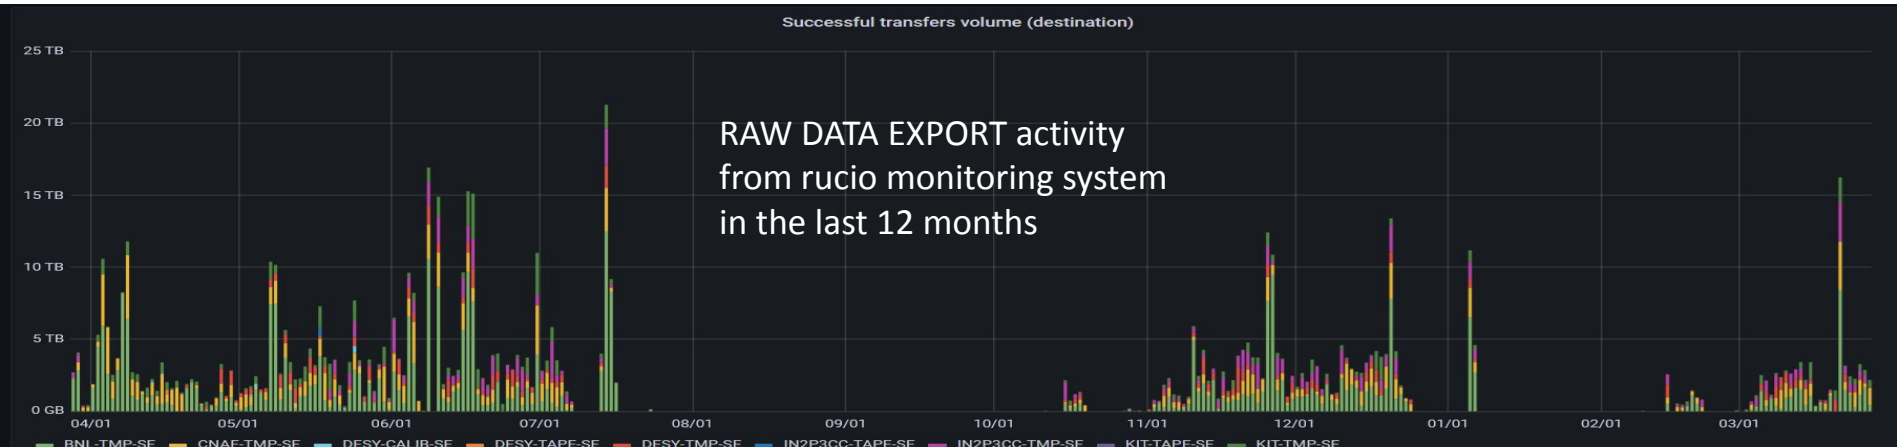 Successful transfers volume (destination)
25 TB
20 TB
15 TB
10 TB
5 TB
0 GB
RAW DATA EXPORT activity
from rucio monitoring system
in the last 12 months
04/01 05/01 06/01 07/01 08/01 09/01 10/01 11/01 12/01 01/01 02/01 03/01
BNL-TMP-SE CNAF-TMP-SE DESY-CALIB-SE DESY-TAPE-SE DESY-TMP-SE IN2P3CC-TAPE-SE IN2P3CC-TMP-SE KIT-TAPE-SE KIT-TMP-SE